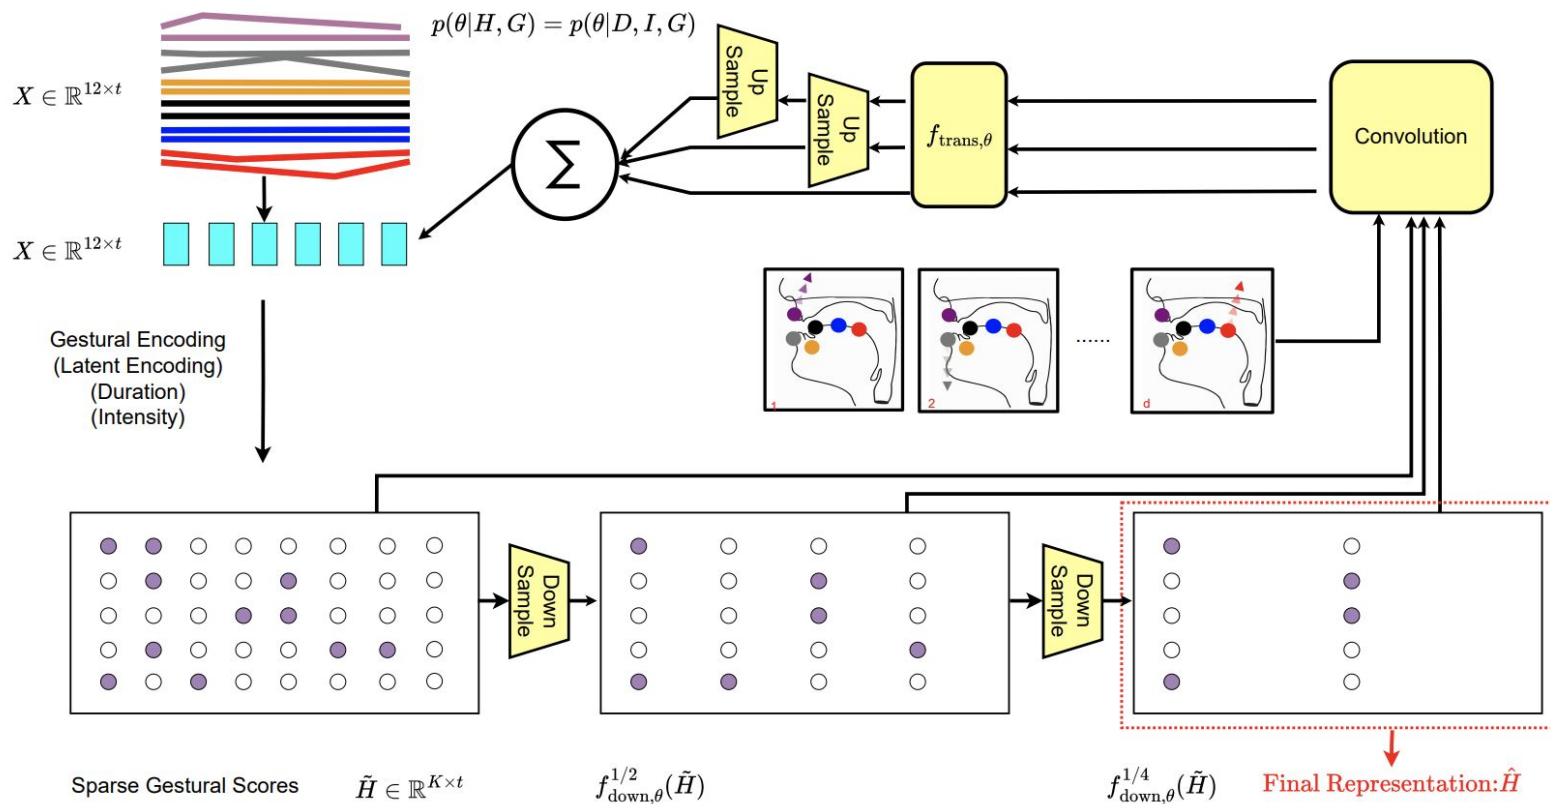 p(θ|H, G) = p(θ|D, I, G)
X ∈ ℝ^{12×t}
Up
Sample
Up
Sample
f_{trans,θ}
Convolution
∑
X ∈ ℝ^{12×t}
Gestural Encoding
(Latent Encoding)
(Duration)
(Intensity)
1
2
......
d
Down
Sample
Down
Sample
Sparse Gestural Scores
H̃ ∈ ℝ^{K×t}
f^{1/2}_{down,θ}(H̃)
f^{1/4}_{down,θ}(H̃)
Final Representation:Ĥ